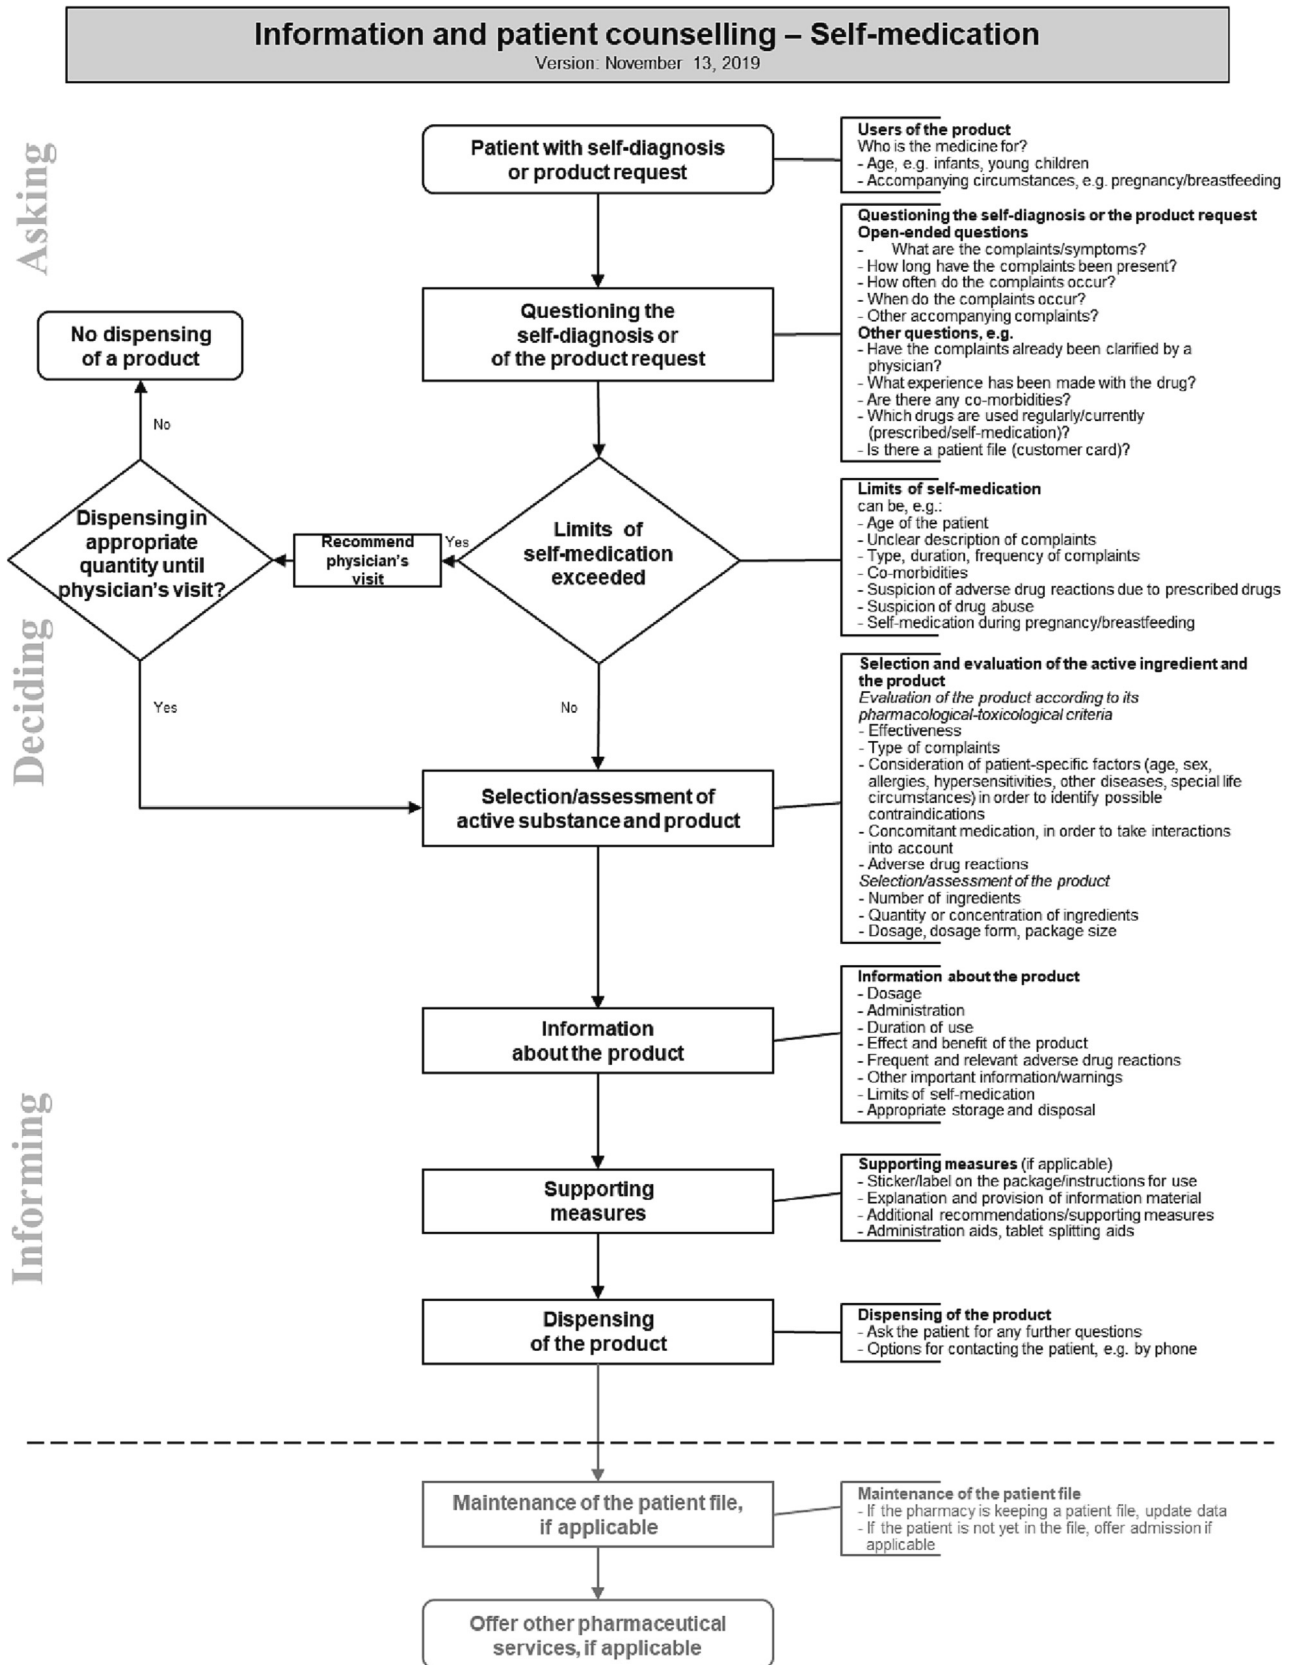 Information and patient counselling – Self-medication
Version: November 13, 2019
Asking
Patient with self-diagnosis
or product request
Users of the product
Who is the medicine for?
- Age, e.g. infants, young children
- Accompanying circumstances, e.g. pregnancy/breastfeeding
Questioning the
self-diagnosis or
of the product request
Questioning the self-diagnosis or the product request
Open-ended questions
- What are the complaints/symptoms?
- How long have the complaints been present?
- How often do the complaints occur?
- When do the complaints occur?
- Other accompanying complaints?
Other questions, e.g.
- Have the complaints already been clarified by a
physician?
- What experience has been made with the drug?
- Are there any co-morbidities?
- Which drugs are used regularly/currently
(prescribed/self-medication)?
- Is there a patient file (customer card)?
No dispensing
of a product
No
Deciding
Dispensing in
appropriate
quantity until
physician's visit?
Recommend
physician's
visit
Yes
Limits of
self-medication
exceeded
Limits of self-medication
can be, e.g.:
- Age of the patient
- Unclear description of complaints
- Type, duration, frequency of complaints
- Co-morbidities
- Suspicion of adverse drug reactions due to prescribed drugs
- Suspicion of drug abuse
- Self-medication during pregnancy/breastfeeding
Yes
No
Selection/assessment of
active substance and product
Selection and evaluation of the active ingredient and
the product
Evaluation of the product according to its
pharmacological-toxicological criteria
- Effectiveness
- Type of complaints
- Consideration of patient-specific factors (age, sex,
allergies, hypersensitivities, other diseases, special life
circumstances) in order to identify possible
contraindications
- Concomitant medication, in order to take interactions
into account
- Adverse drug reactions
Selection/assessment of the product
- Number of ingredients
- Quantity or concentration of ingredients
- Dosage, dosage form, package size
Informing
Information
about the product
Information about the product
- Dosage
- Administration
- Duration of use
- Effect and benefit of the product
- Frequent and relevant adverse drug reactions
- Other important information/warnings
- Limits of self-medication
- Appropriate storage and disposal
Supporting
measures
Supporting measures (if applicable)
- Sticker/label on the package/instructions for use
- Explanation and provision of information material
- Additional recommendations/supporting measures
- Administration aids, tablet splitting aids
Dispensing
of the product
Dispensing of the product
- Ask the patient for any further questions
- Options for contacting the patient, e.g. by phone
Maintenance of the patient file,
if applicable
Maintenance of the patient file
- If the pharmacy is keeping a patient file, update data
- If the patient is not yet in the file, offer admission if
applicable
Offer other pharmaceutical
services, if applicable